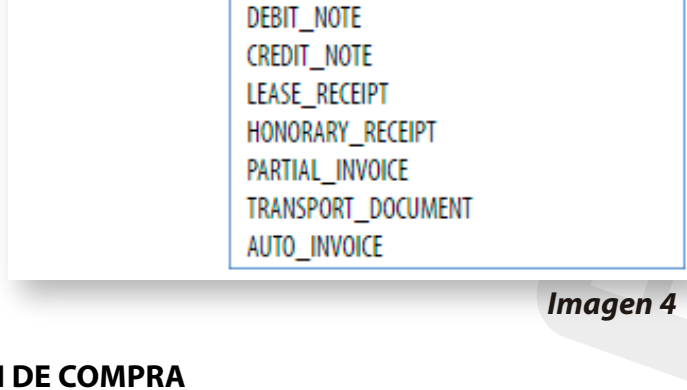 DEBIT_NOTE
CREDIT_NOTE
LEASE_RECEIPT
HONORARY_RECEIPT
PARTIAL_INVOICE
TRANSPORT_DOCUMENT
AUTO_INVOICE
Imagen 4
DE COMPRA